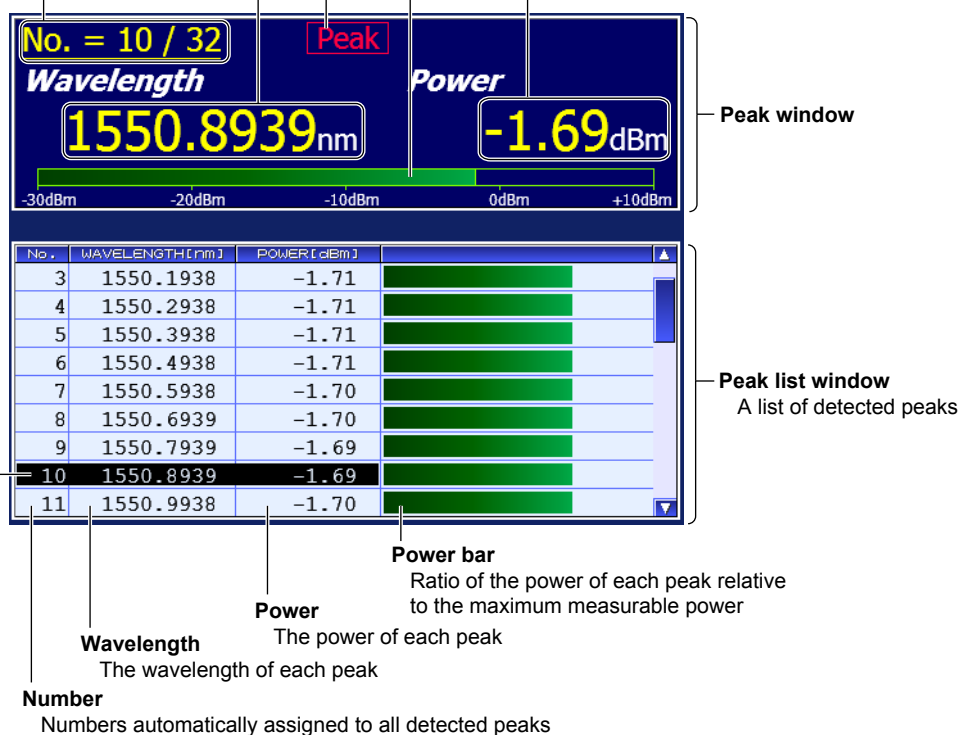 No. = 10 / 32
Peak
Wavelength
Power
1550.8939nm
-1.69dBm
Peak window
-30dBm
-20dBm
-10dBm
0dBm
+10dBm
No. WAVELENGTH[nm] POWER[dBm]
3 1550.1938 -1.71
4 1550.2938 -1.71
5 1550.3938 -1.71
6 1550.4938 -1.71
7 1550.5938 -1.70
8 1550.6939 -1.70
9 1550.7939 -1.69
10 1550.8939 -1.69
11 1550.9938 -1.70
Peak list window
A list of detected peaks
Power bar
Ratio of the power of each peak relative
to the maximum measurable power
Power
The power of each peak
Wavelength
The wavelength of each peak
Number
Numbers automatically assigned to all detected peaks